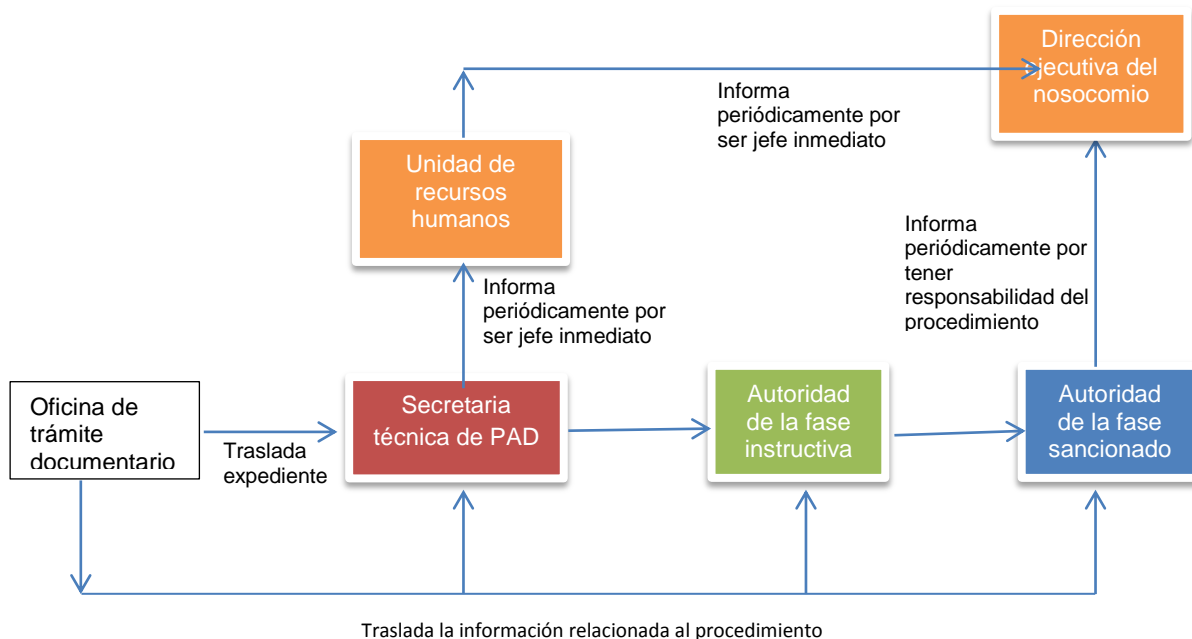 Dirección
ejecutiva del
nosocomio
Informa
periódicamente por
ser jefe inmediato
Unidad de
recursos
humanos
Informa
periódicamente por
tener
responsabilidad del
procedimiento
Informa
periódicamente por
ser jefe inmediato
Oficina de
trámite
documentario
Traslada
expediente
Secretaria
técnica de PAD
Autoridad
de la fase
instructiva
Autoridad
de la fase
sancionado
Traslada la información relacionada al procedimiento